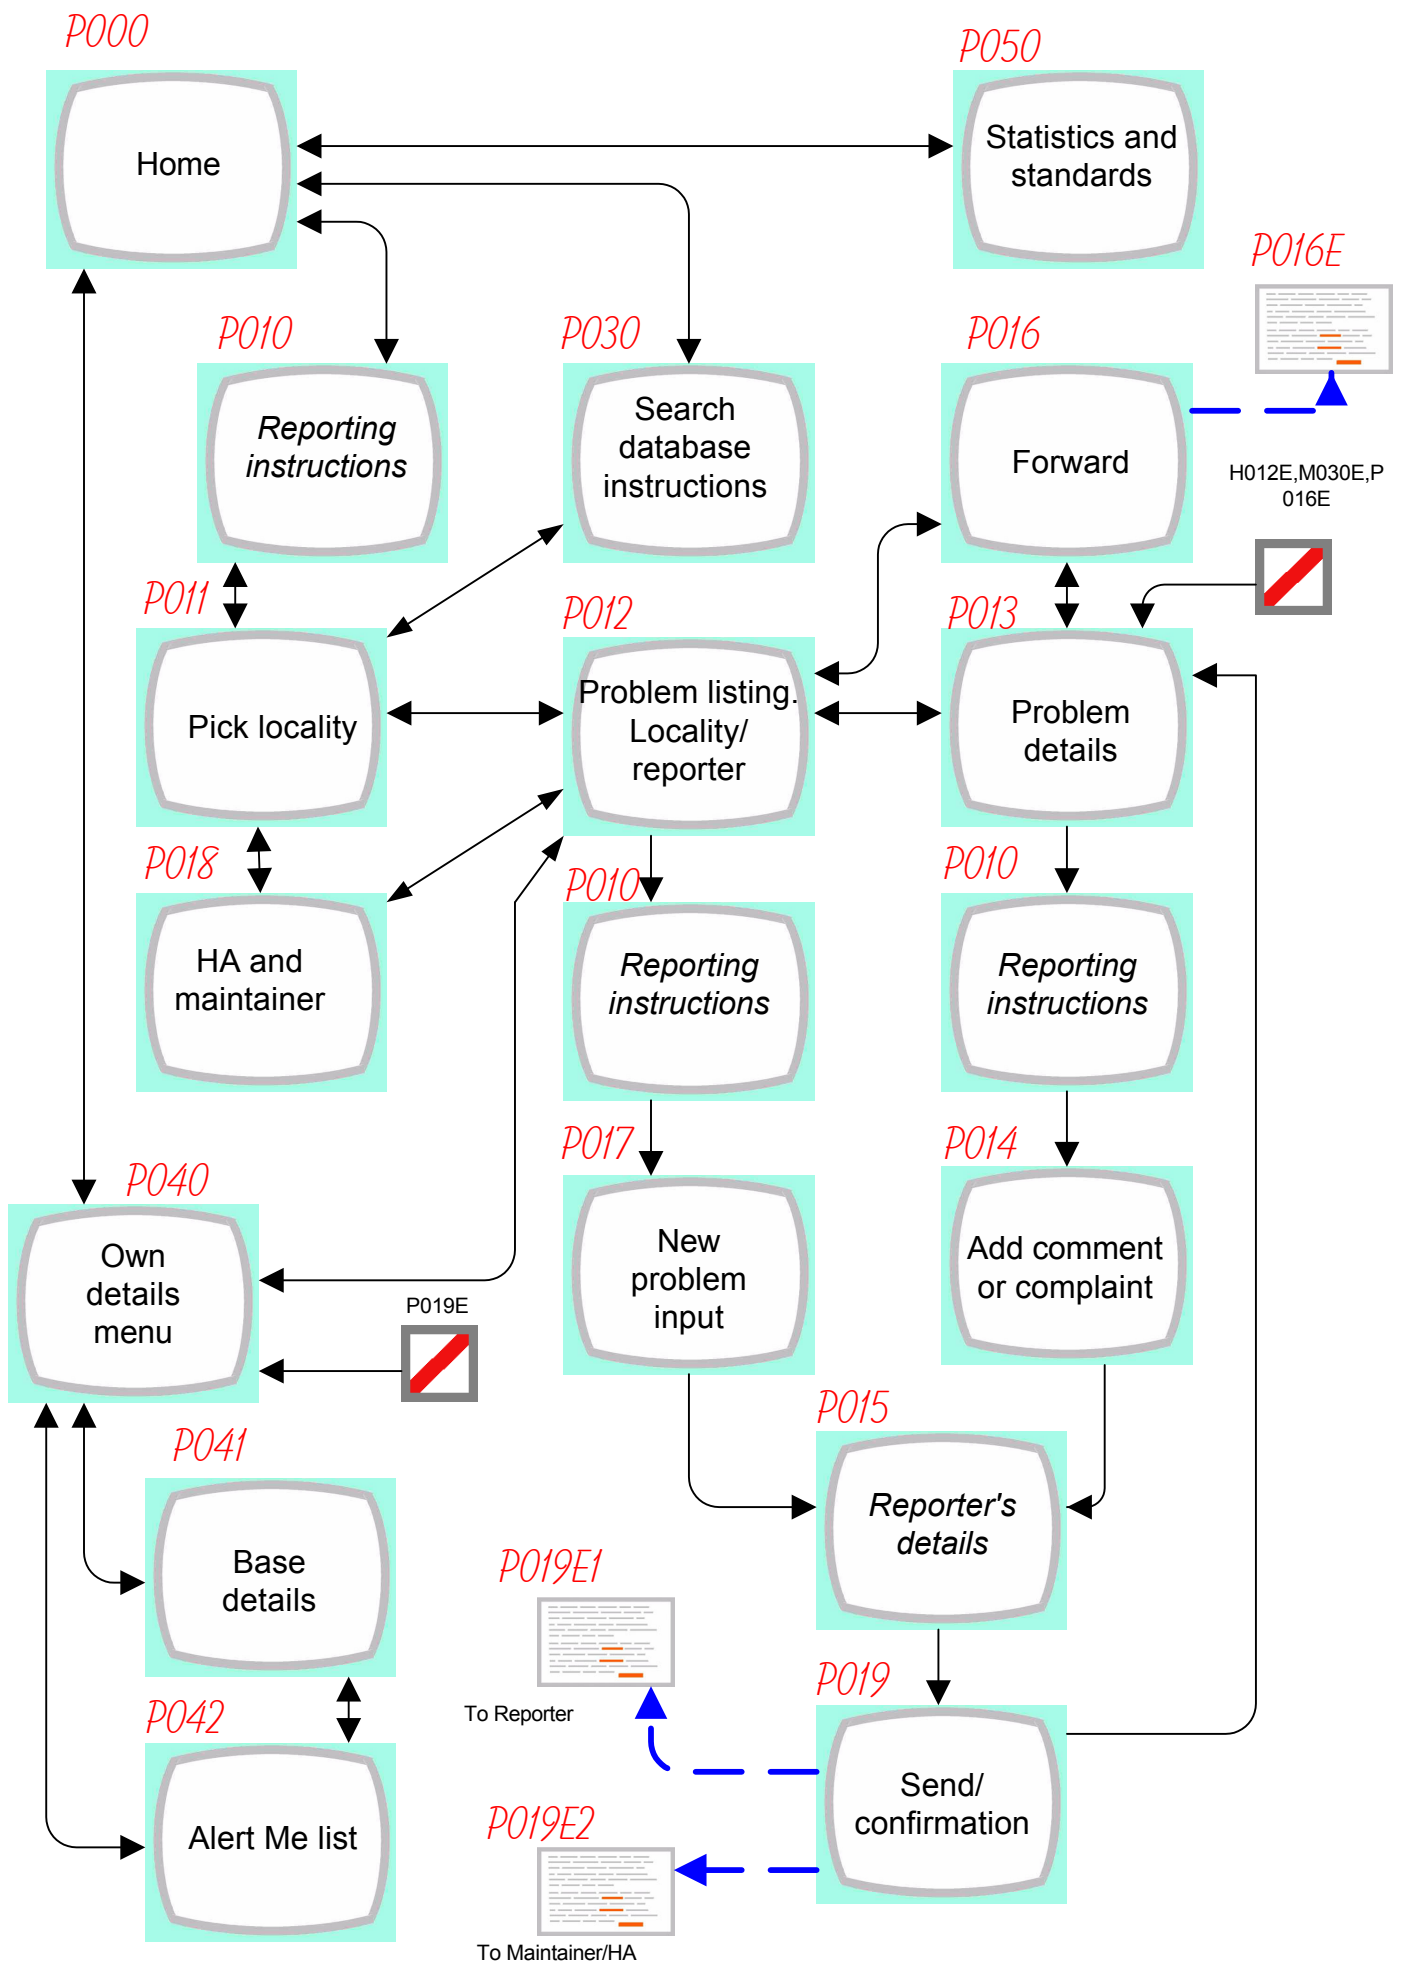 P000
Home
P050
Statistics and
standards
P016E
P010
Reporting
instructions
P030
Search
database
instructions
P016
Forward
H012E,M030E,P
016E
P011
Pick locality
P012
Problem listing.
Locality/
reporter
P013
Problem
details
P018
HA and
maintainer
P010
Reporting
instructions
P010
Reporting
instructions
P040
Own
details
menu
P019E
P017
New
problem
input
P014
Add comment
or complaint
P041
Base
details
P015
Reporter's
details
P019E1
To Reporter
P042
Alert Me list
P019
Send/
confirmation
P019E2
To Maintainer/HA